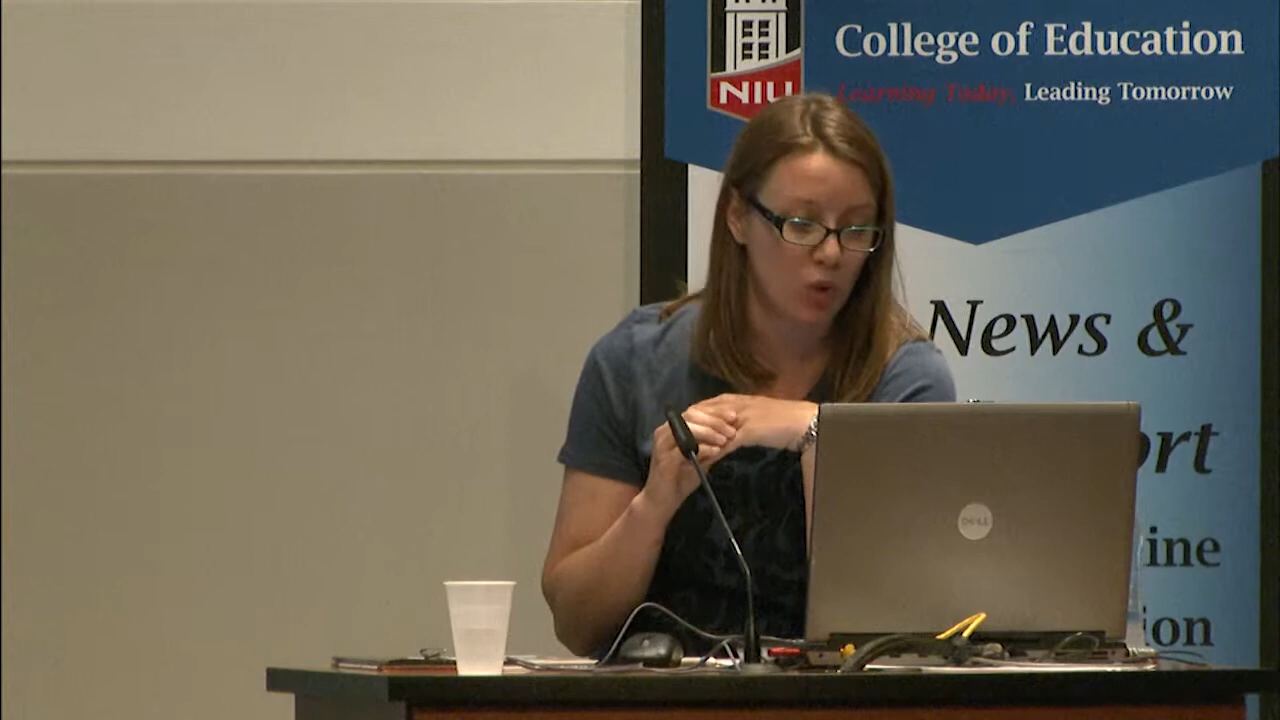 NIU
College of Education
Learning Today, Leading Tomorrow
News &
ort
ine
ion
DELL